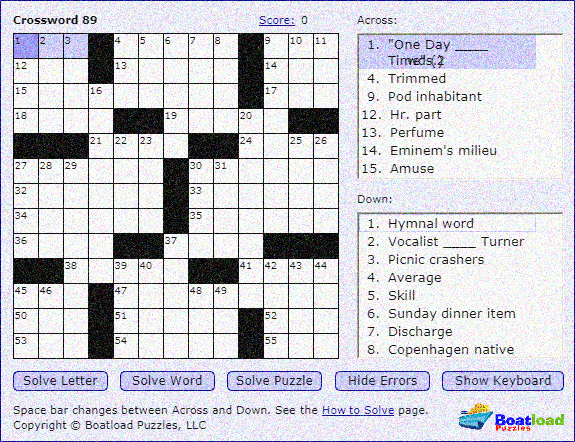 Crossword 89
Score: 0
1 2 3 4 5 6 7 8 9 10 11
12 13 14
15 16 17
18 19 20
21 22 23 24 25 26
27 28 29 30 31
32 33
34 35
36 37
38 39 40 41 42 43 44
45 46 47 48 49
50 51 52
53 54 55
Across:
1. "One Day ____
4. Trimmed
9. Pod inhabitant
12. Hr. part
13. Perfume
14. Eminem's milieu
15. Amuse
Down:
1. Hymnal word
2. Vocalist ____ Turner
3. Picnic crashers
4. Average
5. Skill
6. Sunday dinner item
7. Discharge
8. Copenhagen native
Solve Letter
Solve Word
Solve Puzzle
Hide Errors
Show Keyboard
Space bar changes between Across and Down. See the How to Solve page.
Copyright © Boatload Puzzles, LLC
Boatload
Puzzles